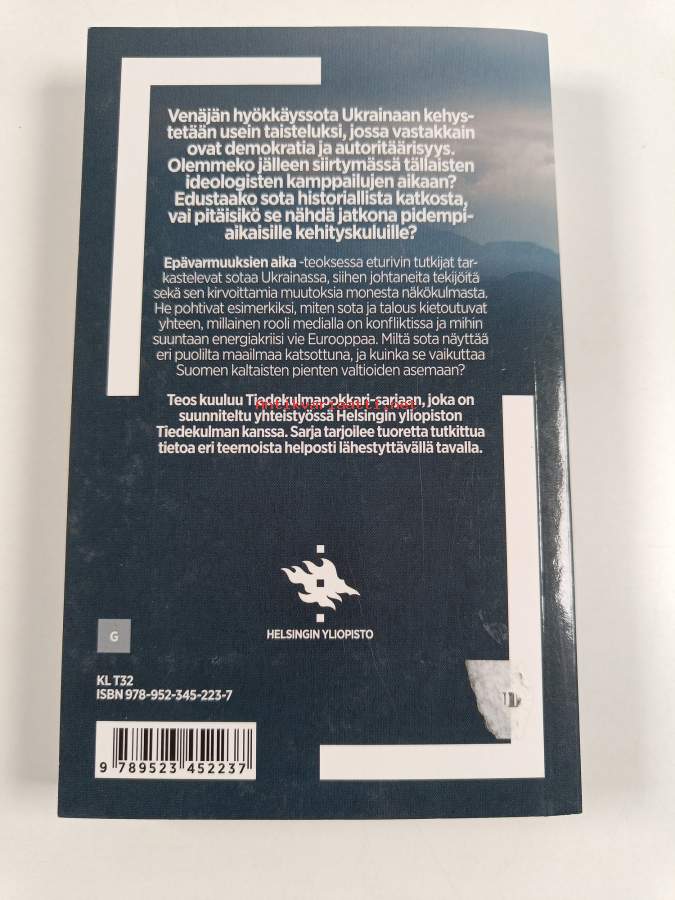 Venäjän hyökkäyssota Ukrainaan kehys-
tetään usein taisteluksi, jossa vastakkain
ovat demokratia ja autoritäärisyys.
Olemmeko jälleen siirtymässä tällaisten
ideologisten kamppailujen aikaan?
Edustaako sota historiallista katkosta,
vai pitäisikö se nähdä jatkona pidempi-
aikaisille kehityskuluille?
Epävarmuuksien aika -teoksessa eturivin tutkijat tar-
kastelevat sotaa Ukrainassa, siihen johtaneita tekijöitä
sekä sen kirvoittamia muutoksia monesta näkökulmasta.
He pohtivat esimerkiksi, miten sota ja talous kietoutuvat
yhteen, millainen rooli medialla on konfliktissa ja mihin
suuntaan energiakriisi vie Eurooppaa. Miltä sota näyttää
eri puolilta maailmaa katsottuna, ja kuinka se vaikuttaa
Suomen kaltaisten pienten valtioiden asemaan?
Teos kuuluu Tiedekulmapokkari-sarjaan, joka on
Antikvariaatti.net
suunniteltu yhteistyössä Helsingin yliopiston
Tiedekulman kanssa. Sarja tarjoilee tuoretta tutkittua
tietoa eri teemoista helposti lähestyttävällä tavalla.
HELSINGIN YLIOPISTO
G
KL T32
ISBN 978-952-345-223-7
9 789523 452237